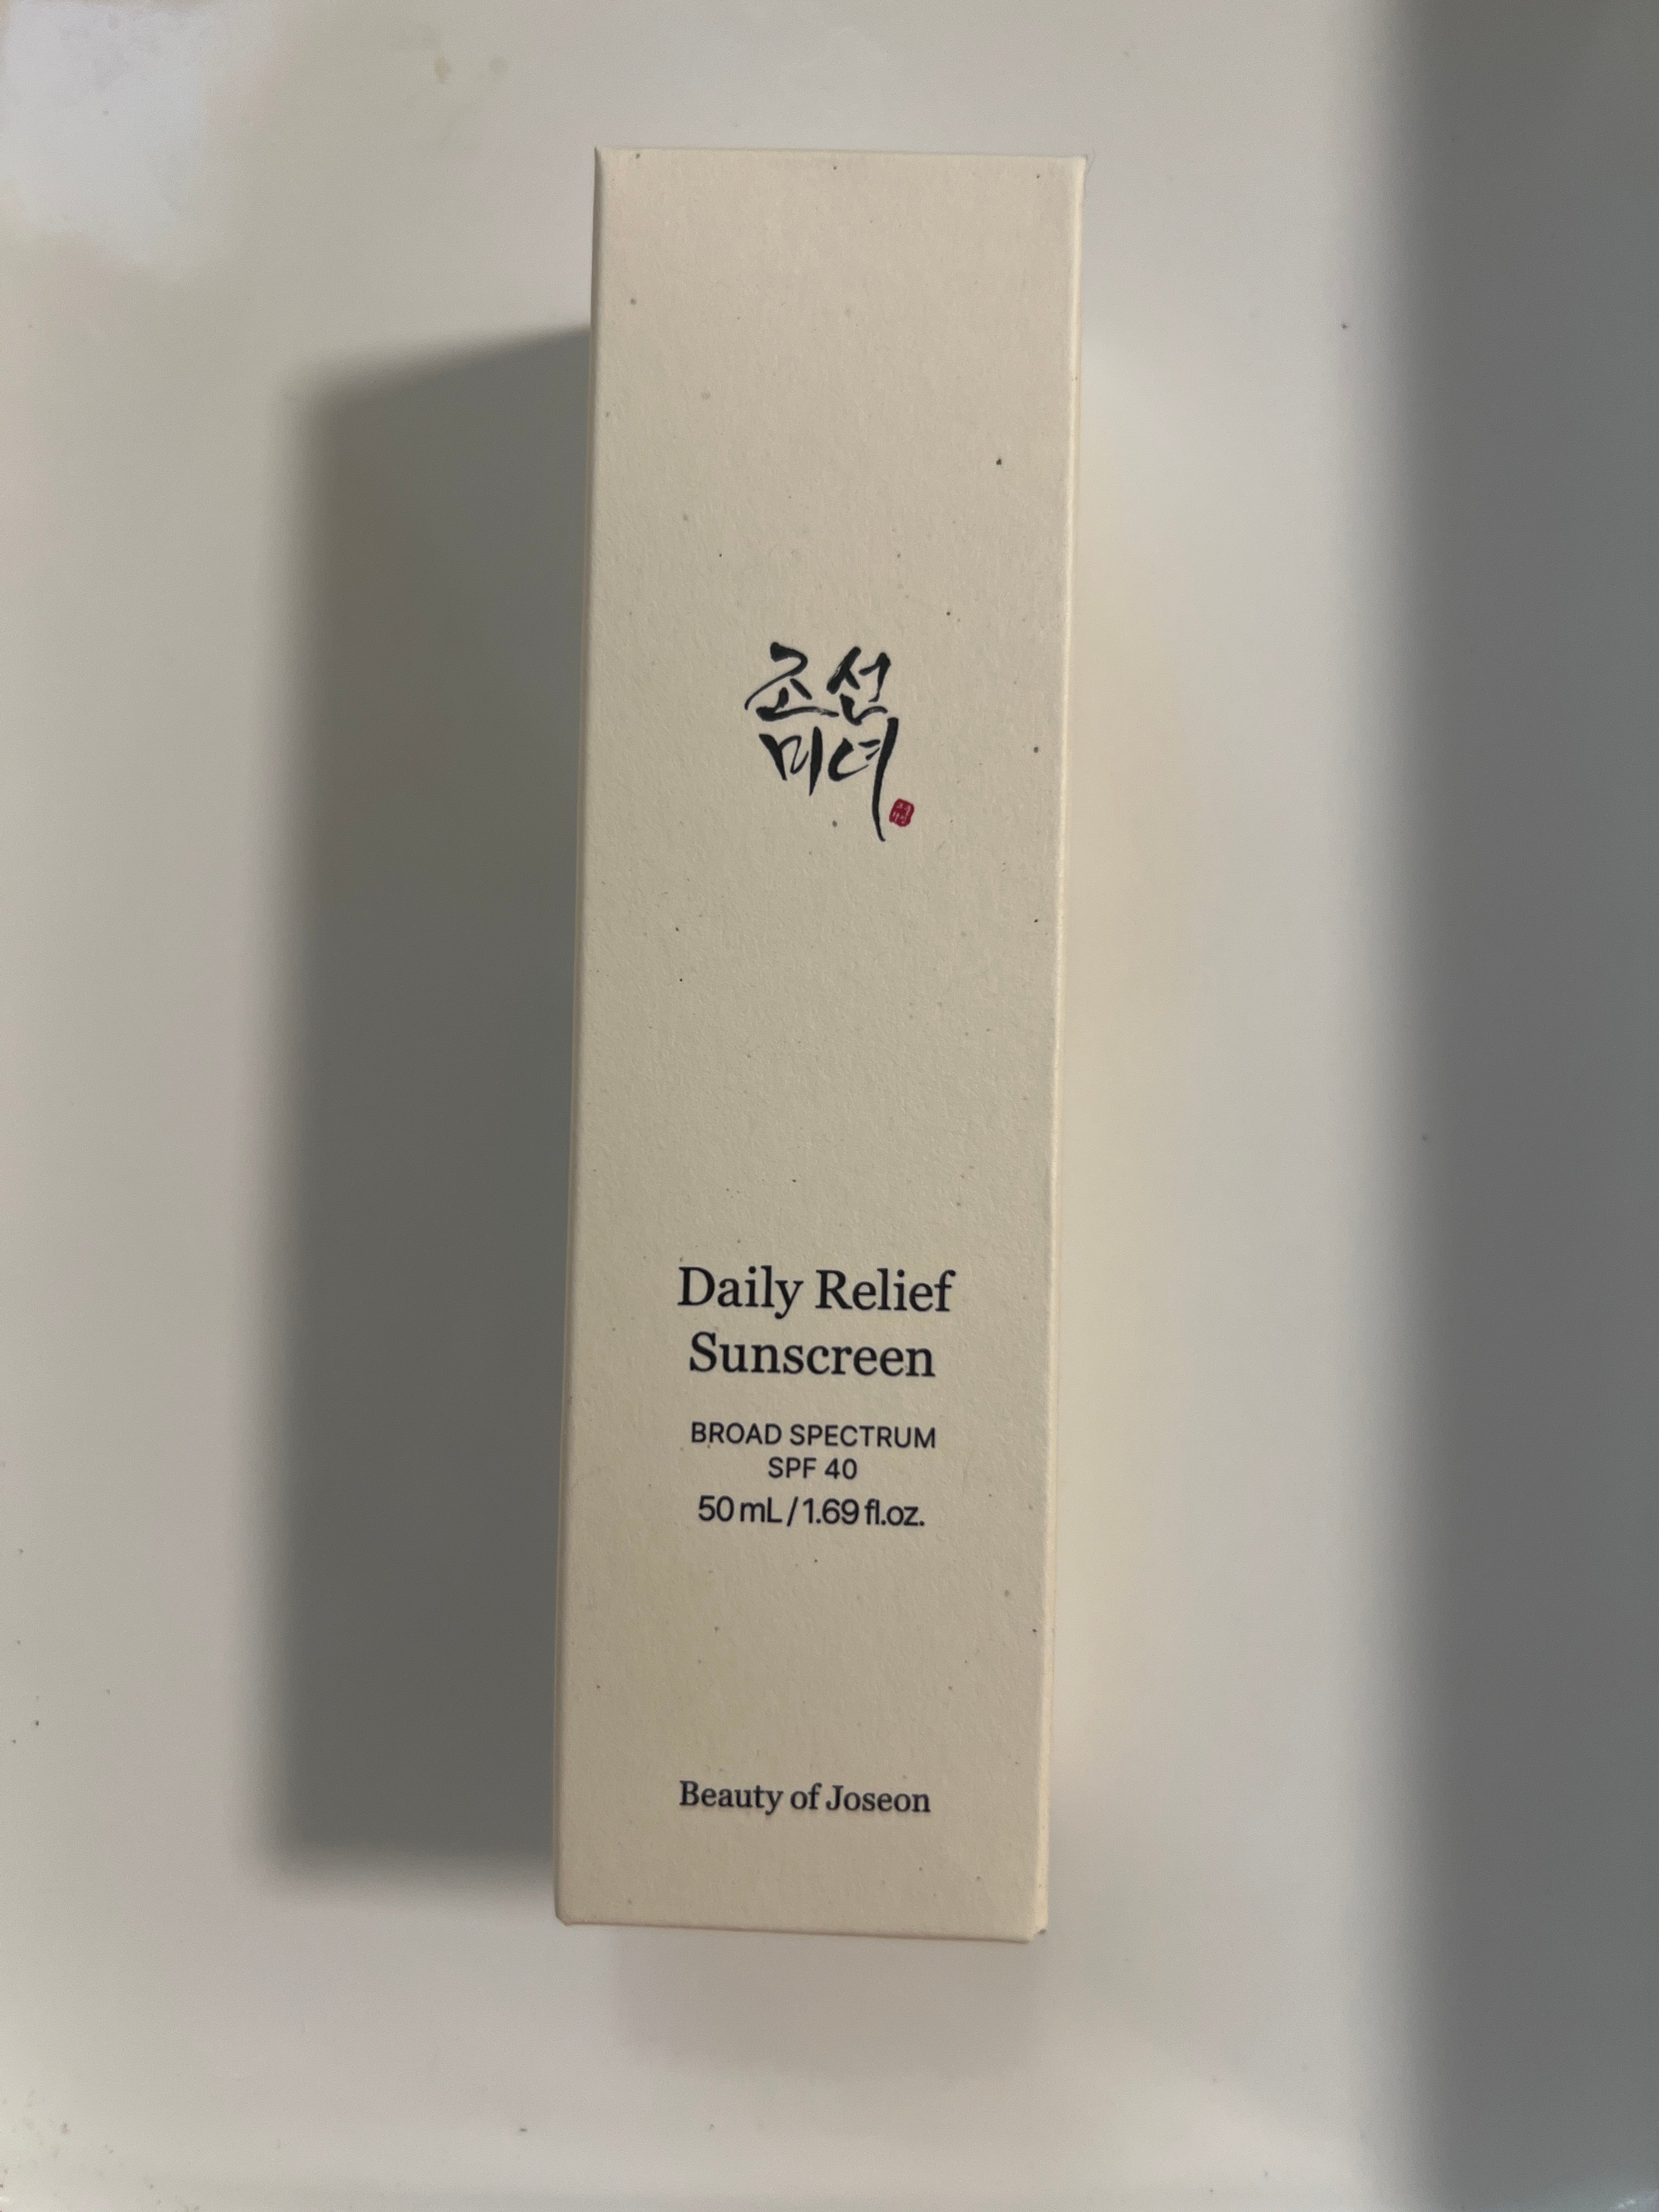 조선
미녀
Daily Relief
Sunscreen
BROAD SPECTRUM
SPF 40
50 mL / 1.69 fl.oz.
Beauty of Joseon